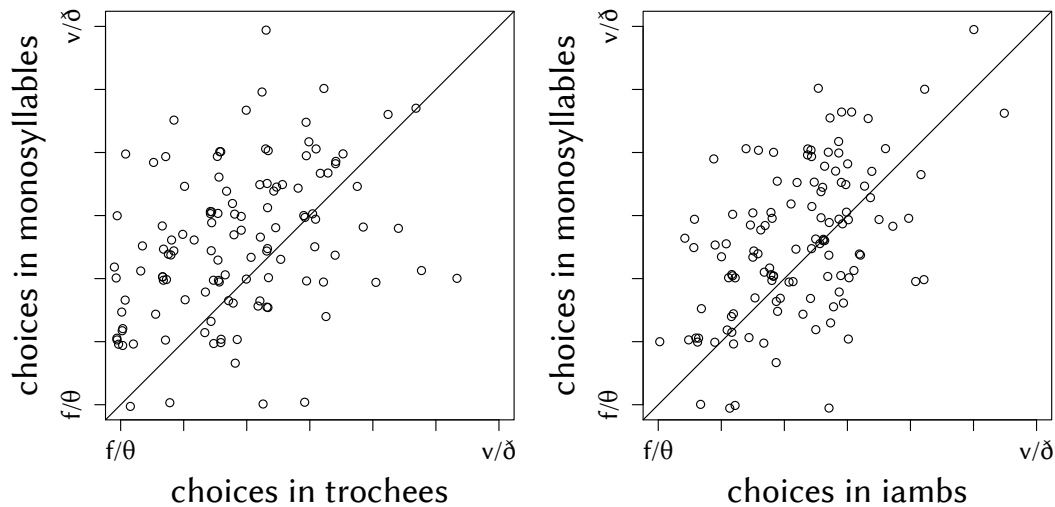 choices in monosyllables
v/ð
f/θ
f/θ
v/ð
choices in trochees
choices in monosyllables
v/ð
f/θ
f/θ
v/ð
choices in iambs